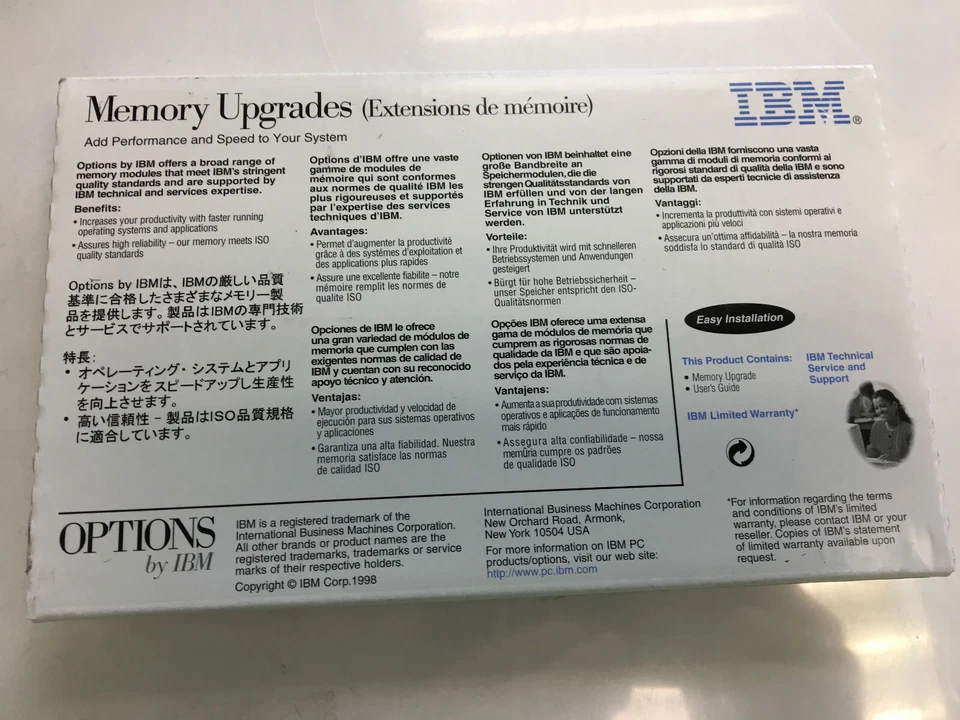 Memory Upgrades (Extensions de mémoire)
IBM®
Add Performance and Speed to Your System
Options by IBM offers a broad range of
memory modules that meet IBM's stringent
quality standards and are supported by
IBM technical and services expertise.
Benefits:
• Increases your productivity with faster running
operating systems and applications
• Assures high reliability – our memory meets ISO
quality standards
Options by IBMは、IBMの厳しい品質
基準に合格したさまざまなメモリー製
品を提供します。製品はIBMの専門技術
とサービスでサポートされています。
特長:
• オペレーティング・システムとアプリ
ケーションをスピードアップし生産性
を向上させます。
• 高い信頼性 − 製品はISO品質規格
に適合しています。
Options d'IBM offre une vaste
gamme de modules de
mémoire qui sont conformes
aux normes de qualité IBM les
plus rigoureuses et supportés
par l'expertise des services
techniques d'IBM.
Avantages:
• Permet d'augmenter la productivité
grâce à des systèmes d'exploitation et
des applications plus rapides
• Assure une excellente fiabilite – notre
mémoire remplit les normes de
qualite ISO
Opciones de IBM le ofrece
una gran variedad de módulos de
memoria que cumplen con las
exigentes normas de calidad de
IBM y cuentan con su reconocido
apoyo técnico y atención.
Ventajas:
• Mayor productividad y velocidad de
ejecución para sus sistemas operativos
y applicaciones
• Garantiza una alta fiabilidad. Nuestra
memoria satisface las normas
de calidad ISO
Optionen von IBM beinhaltet eine
große Bandbreite an
Speichermodulen, die die
strengen Qualitätsstandards von
IBM erfüllen und von der langen
Erfahrung in Technik und
Service von IBM unterstützt
werden.
Vorteile:
• Ihre Produktivität wird mit schnelleren
Betriebssystemen und Anwendungen
gesteigert
• Bürgt für hohe Betriebssicherheit –
unser Speicher entspricht den ISO-
Qualitätsnormen
Opções IBM oferece uma extensa
gama de módulos de memória que
cumprem as rigorosas normas de
qualidade da IBM e que são apoia-
dos pela experiência técnica e de
serviço da IBM.
Vantajens:
• Aumenta a sua produtividade com sistemas
operativos e aplicações de funcionamento
mais rápido
• Assegura alta confiabilidade – nossa
memüria cumpre os padrões
de qualidade ISO
Opzioni della IBM forniscono una vasta
gamma di moduli di memoria conformi ai
rigorosi standard di qualità della IBM e sono
supportati da esperti tecnicie di assistenza
della IBM.
Vantaggi:
• Incrementa la produttività con sistemi operativi e
applicazioni più veloci
• Assecura un'ottima affidabilità – la nostra memoria
soddisfa lo standard di qualità ISO
Easy Installation
This Product Contains:
• Memory Upgrade
• User's Guide
IBM Limited Warranty*
IBM Technical
Service and
Support
OPTIONS
by IBM
IBM is a registered trademark of the
International Business Machines Corporation.
All other brands or product names are the
registered trademarks, trademarks or service
marks of their respective holders.
Copyright © IBM Corp.1998
International Business Machines Corporation
New Orchard Road, Armonk,
New York 10504 USA
For more information on IBM PC
products/options, visit our web site:
http://www.pc.ibm.com
*For information regarding the terms
and conditions of IBM's limited
warranty, please contact IBM or your
reseller. Copies of IBM's statement
of limited warranty available upon
request.